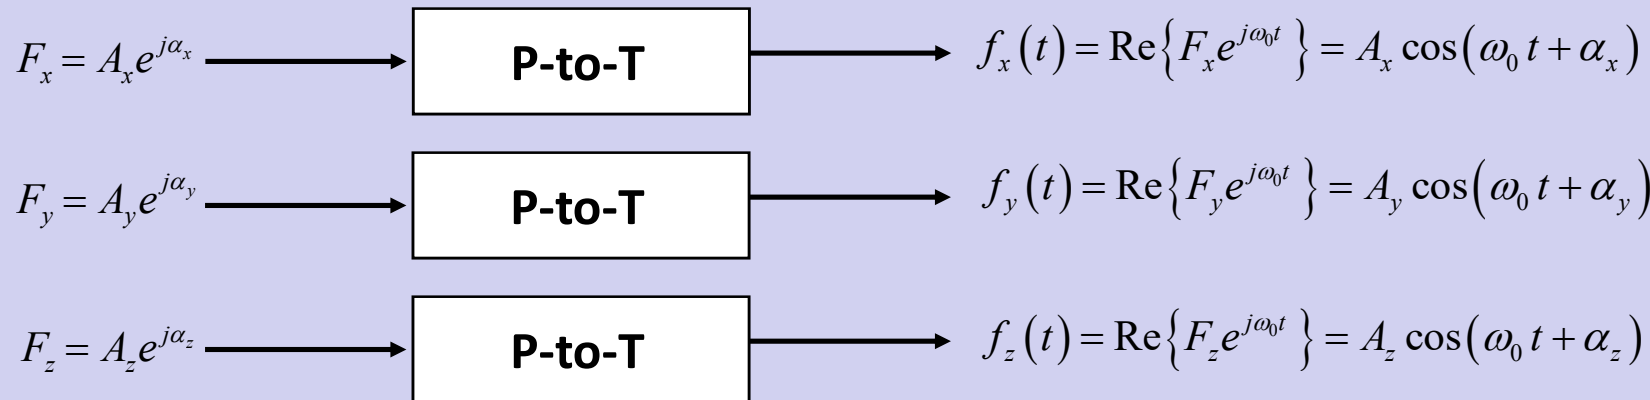 F_x = A_x e^{jα_x} P-to-T f_x(t) = Re{F_x e^{jω_0 t}} = A_x cos(ω_0 t + α_x)
F_y = A_y e^{jα_y} P-to-T f_y(t) = Re{F_y e^{jω_0 t}} = A_y cos(ω_0 t + α_y)
F_z = A_z e^{jα_z} P-to-T f_z(t) = Re{F_z e^{jω_0 t}} = A_z cos(ω_0 t + α_z)